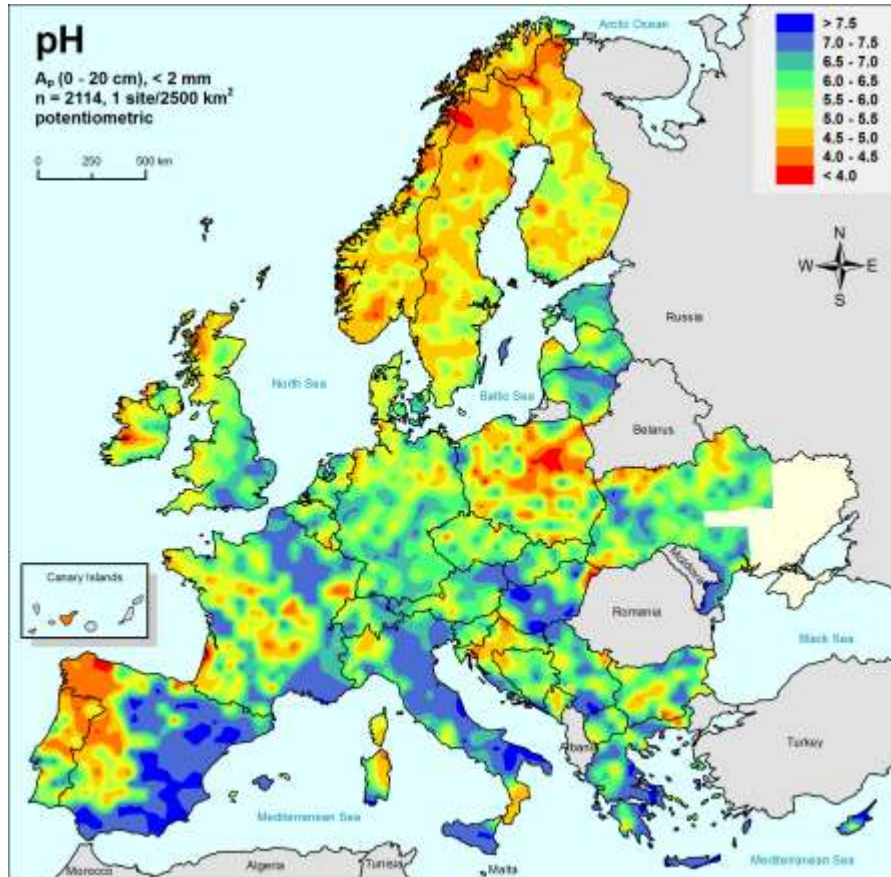 pH
Aₚ (0 - 20 cm), < 2 mm
n = 2114, 1 site/2500 km²
potentiometric
0 250 500 km
Arctic Ocean
> 7.5
7.0 - 7.5
6.5 - 7.0
6.0 - 6.5
5.5 - 6.0
5.0 - 5.5
4.5 - 5.0
4.0 - 4.5
< 4.0
N
W E
S
Russia
North Sea
Baltic Sea
Belarus
Canary Islands
Moldova
Romania
Black Sea
Albania
Turkey
Mediterranean Sea
Morocco
Algeria
Tunisia
Malta
Mediterranean Sea